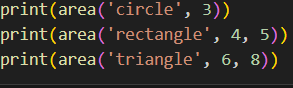 print(area('circle', 3))
print(area('rectangle', 4, 5))
print(area('triangle', 6, 8))